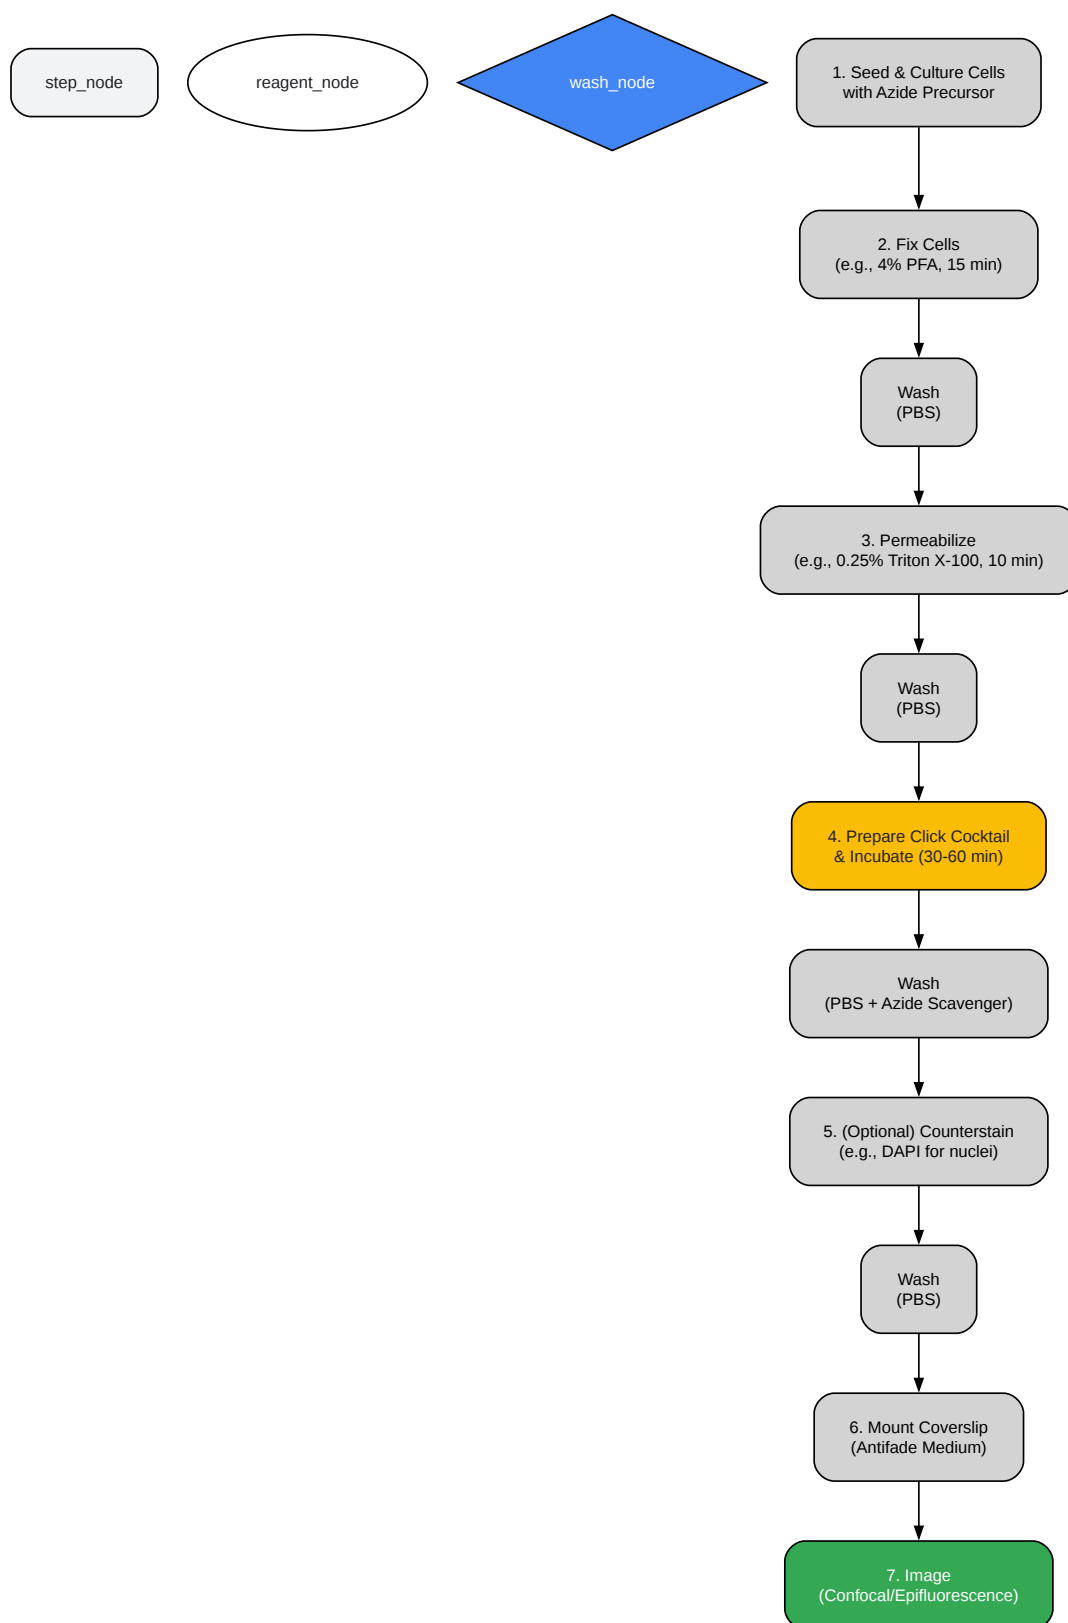 step_node
reagent_node
wash_node
1. Seed & Culture Cells
with Azide Precursor
2. Fix Cells
(e.g., 4% PFA, 15 min)
Wash
(PBS)
3. Permeabilize
(e.g., 0.25% Triton X-100, 10 min)
Wash
(PBS)
4. Prepare Click Cocktail
& Incubate (30-60 min)
Wash
(PBS + Azide Scavenger)
5. (Optional) Counterstain
(e.g., DAPI for nuclei)
Wash
(PBS)
6. Mount Coverslip
(Antifade Medium)
7. Image
(Confocal/Epifluorescence)